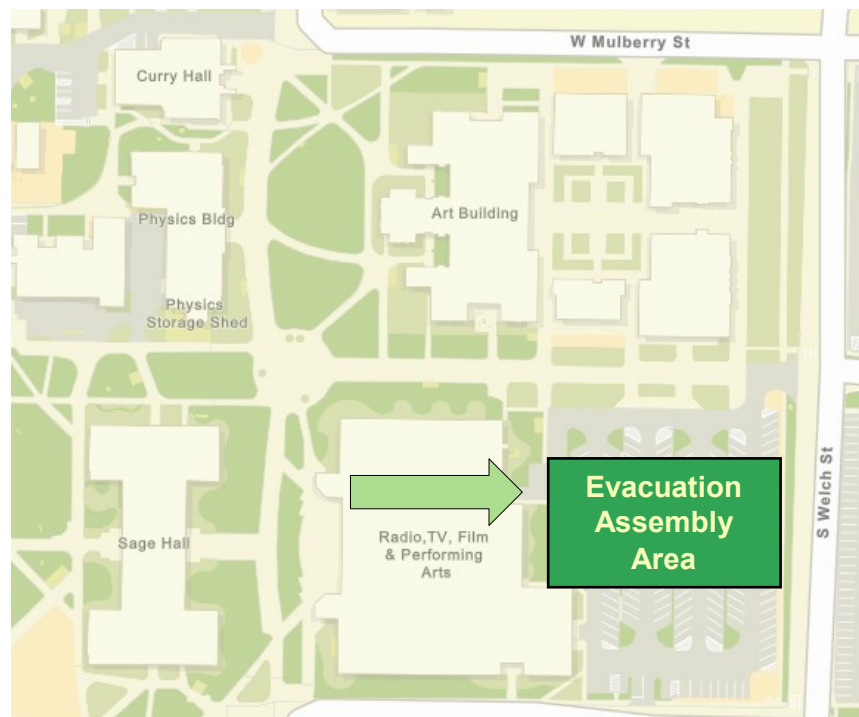 W Mulberry St
Curry Hall
Physics Bldg
Art Building
Physics
Storage Shed
S Welch St
Evacuation
Assembly
Area
Sage Hall
Radio,TV, Film
& Performing
Arts